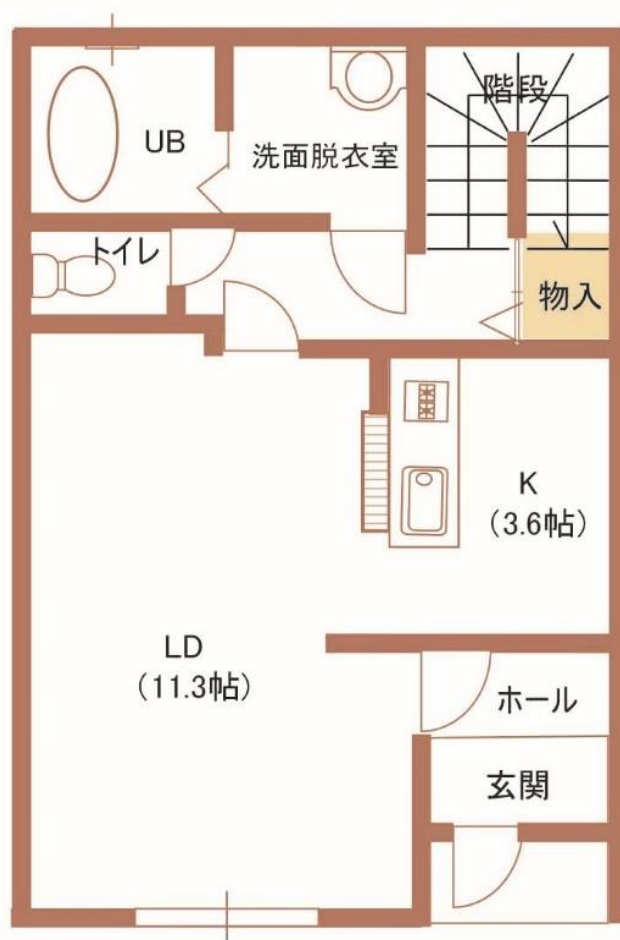 階段
UB
洗面脱衣室
トイレ
物入
K
(3.6帖)
LD
(11.3帖)
ホール
玄関